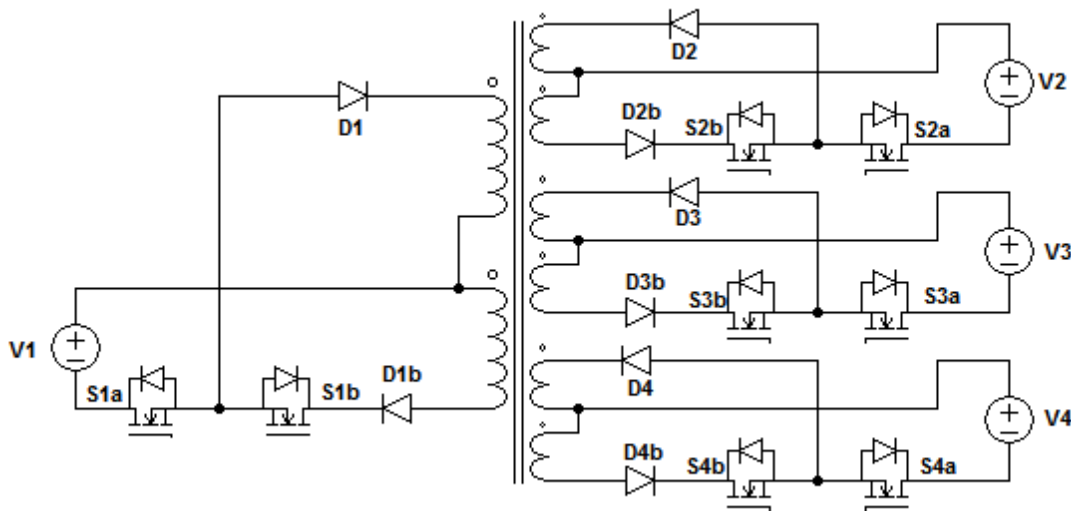 D2
V2
D2b
S2b
S2a
D1
D3
V3
D3b
S3b
S3a
V1
S1a
S1b
D1b
D4
V4
D4b
S4b
S4a